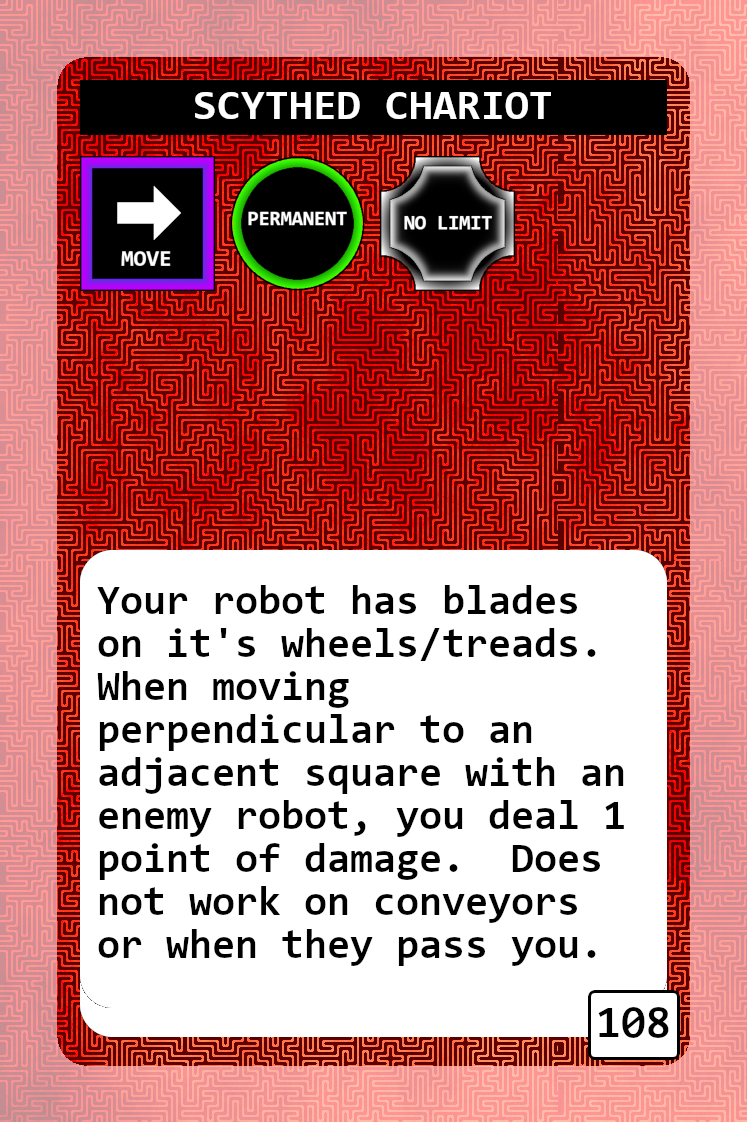 SCYTHED CHARIOT
MOVE
PERMANENT
NO LIMIT
Your robot has blades
on it's wheels/treads.
When moving
perpendicular to an
adjacent square with an
enemy robot, you deal 1
point of damage.  Does
not work on conveyors
or when they pass you.
108